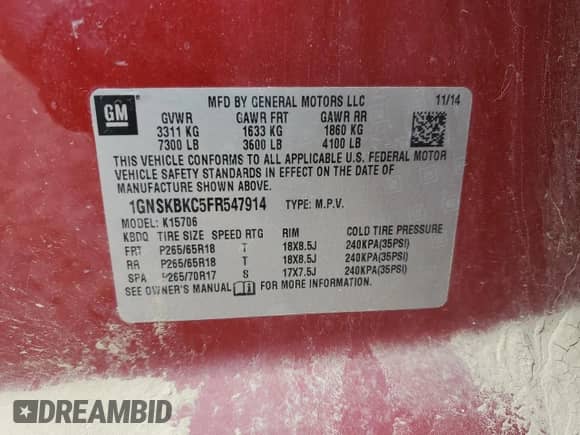 GM
MFD BY GENERAL MOTORS LLC 11/14
GVWR GAWR FRT GAWR RR
3311 KG 1633 KG 1860 KG
7300 LB 3600 LB 4100 LB
THIS VEHICLE CONFORMS TO ALL APPLICABLE U.S. FEDERAL MOTOR
VEHICLE SAFETY STANDARDS IN EFFECT ON THE DATE OF
MANUFACTURE SHOWN ABOVE.
1GNSKBKC5FR547914 TYPE: M.P.V.
MODEL: K15706
KBDQ TIRE SIZE SPEED RTG RIM COLD TIRE PRESSURE
FRT P265/65R18 T 18X8.5J 240KPA(35PSI)
RR P265/65R18 T 18X8.5J 240KPA(35PSI)
SPA P265/70R17 S 17X7.5J 240KPA(35PSI)
SEE OWNER'S MANUAL FOR MORE INFORMATION.
DREAMBID